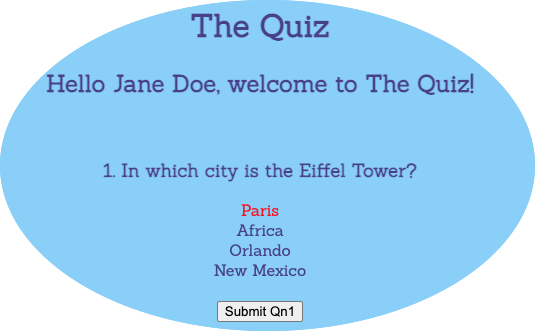 The Quiz
Hello Jane Doe, welcome to The Quiz!
1. In which city is the Eiffel Tower?
Paris
Africa
Orlando
New Mexico
Submit Qn1